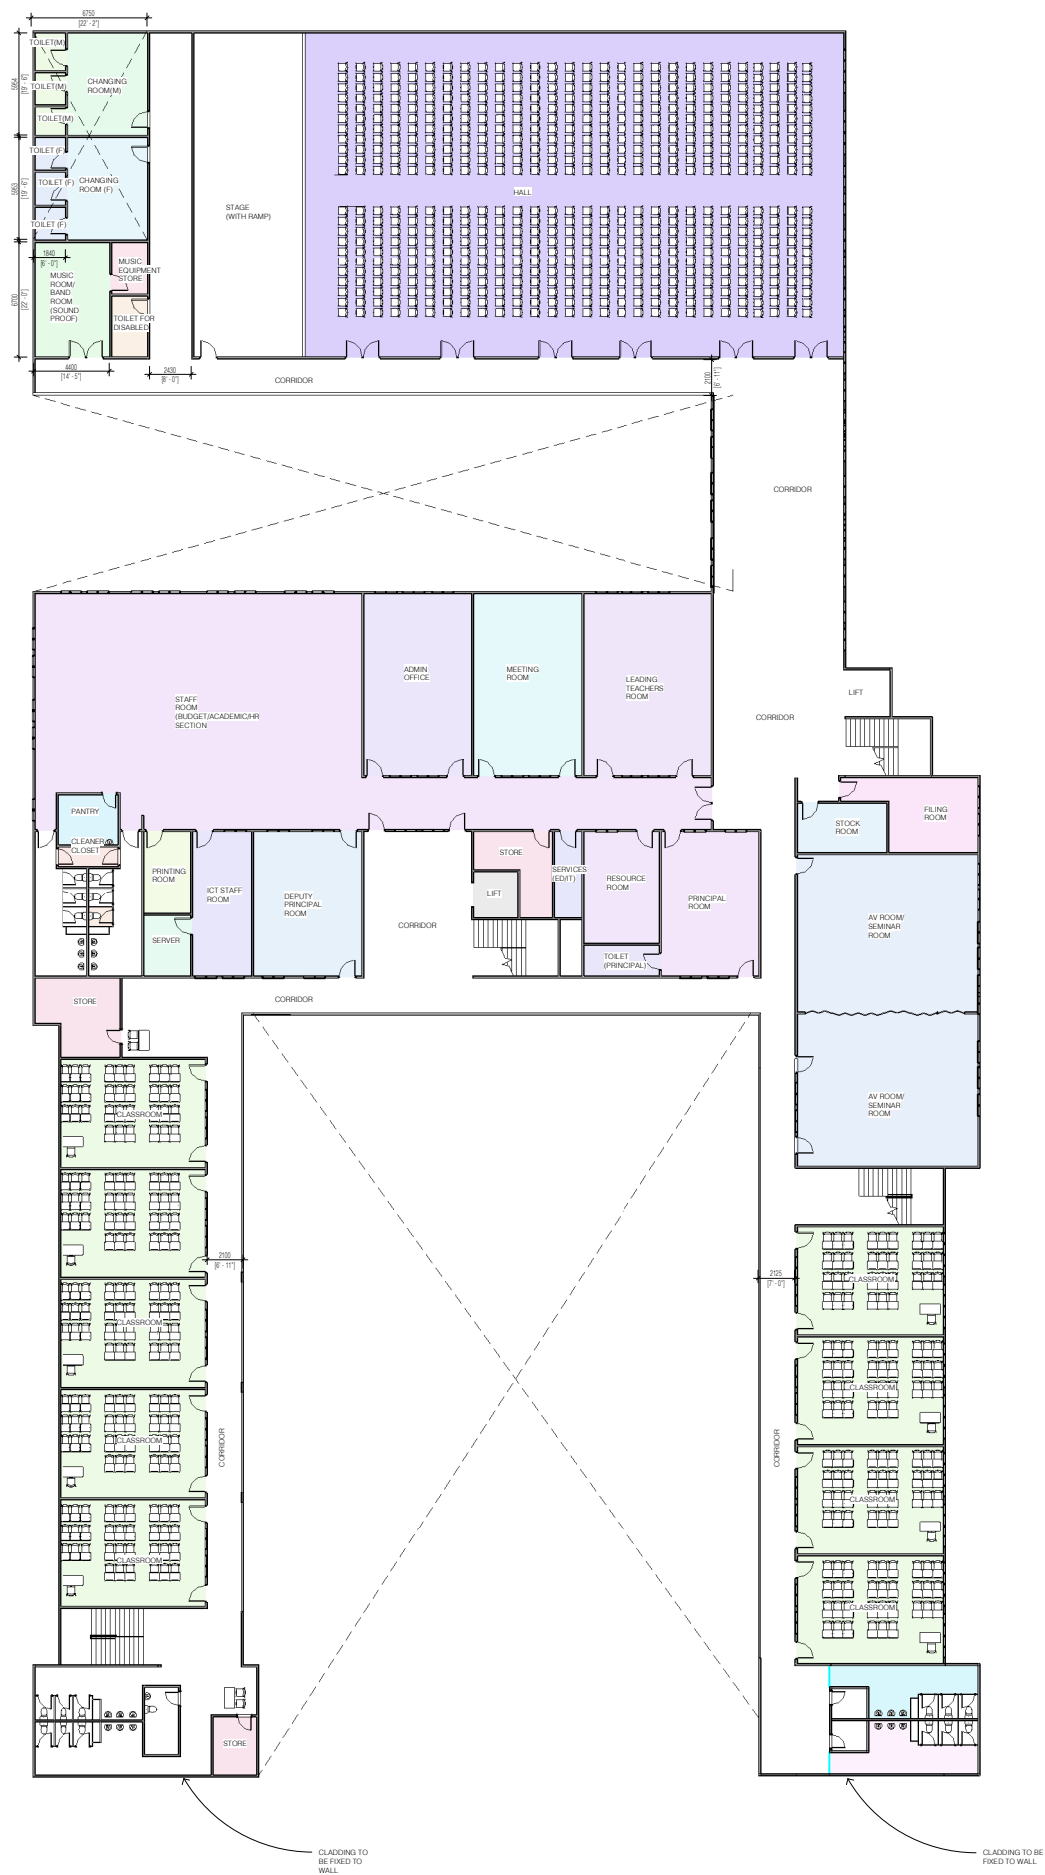 6750
[22' - 2"]
TOILET(M)
5954
[19' - 6"]
CHANGING
ROOM(M)
TOILET(M)
TOILET(M)
TOILET (F)
5953
[19' - 6"]
TOILET (F)
CHANGING
ROOM (F)
TOILET (F)
HALL
STAGE
(WITH RAMP)
1840
[6' - 0"]
MUSIC
ROOM/
BAND
ROOM
(SOUND
PROOF)
MUSIC
EQUIPMENT
STORE
6700
[22' - 0"]
TOILET FOR
DISABLED
4400
[14' - 5"]
2430
[8' - 0"]
CORRIDOR
2100
[6' - 11"]
CORRIDOR
ADMIN
OFFICE
MEETING
ROOM
LEADING
TEACHERS
ROOM
STAFF
ROOM
(BUDGET/ACADEMIC/HR
SECTION
LIFT
CORRIDOR
PANTRY
CLEANER
CLOSET
FILING
ROOM
STOCK
ROOM
PRINTING
ROOM
ICT STAFF
ROOM
DEPUTY
PRINCIPAL
ROOM
STORE
LIFT
SERVICES
(ED/IT)
RESOURCE
ROOM
PRINCIPAL
ROOM
AV ROOM/
SEMINAR
ROOM
CORRIDOR
SERVER
TOILET
(PRINCIPAL)
STORE
CORRIDOR
AV ROOM/
SEMINAR
ROOM
CLASSROOM
2100
[6' - 11"]
2125
[7' - 0"]
CLASSROOM
CLASSROOM
CLASSROOM
CLASSROOM
CORRIDOR
CORRIDOR
CLASSROOM
CLASSROOM
CLASSROOM
STORE
CLADDING TO
BE FIXED TO
WALL
CLADDING TO BE
FIXED TO WALL